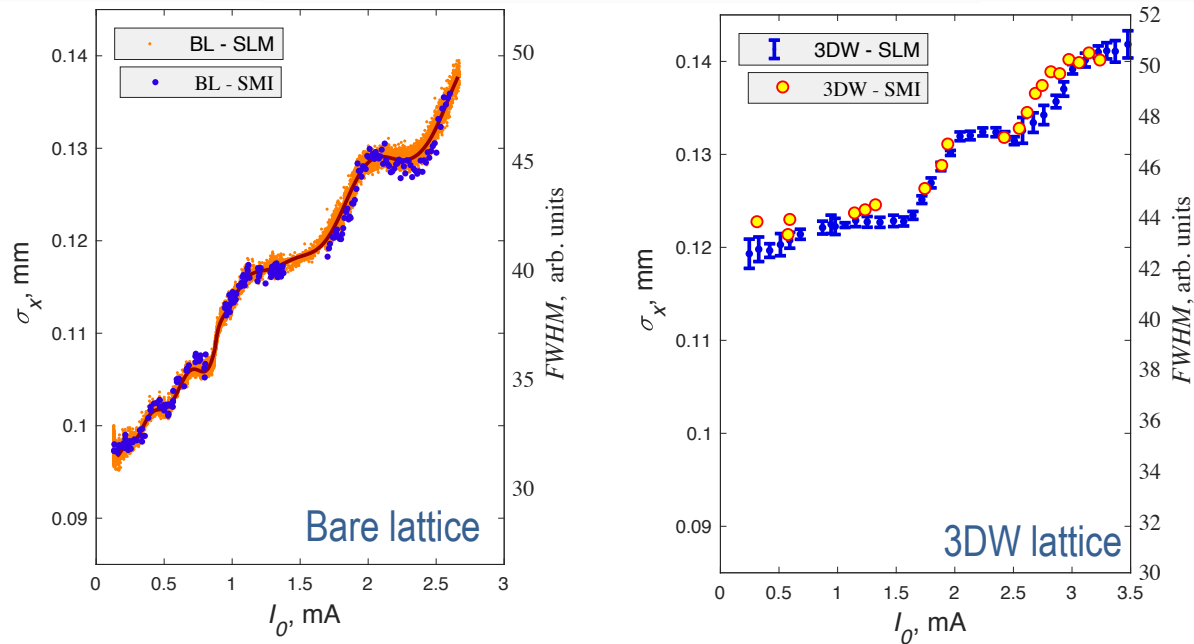 BL - SLM
BL - SMI
0.14
0.13
0.12
0.11
0.1
0.09
σx, mm
50
45
40
35
30
FWHM, arb. units
Bare lattice
0 0.5 1 1.5 2 2.5 3
I0, mA
3DW - SLM
3DW - SMI
0.14
0.13
0.12
0.11
0.1
0.09
σx, mm
52
50
48
46
44
42
40
38
36
34
32
30
FWHM, arb. units
3DW lattice
0 0.5 1 1.5 2 2.5 3 3.5
I0, mA